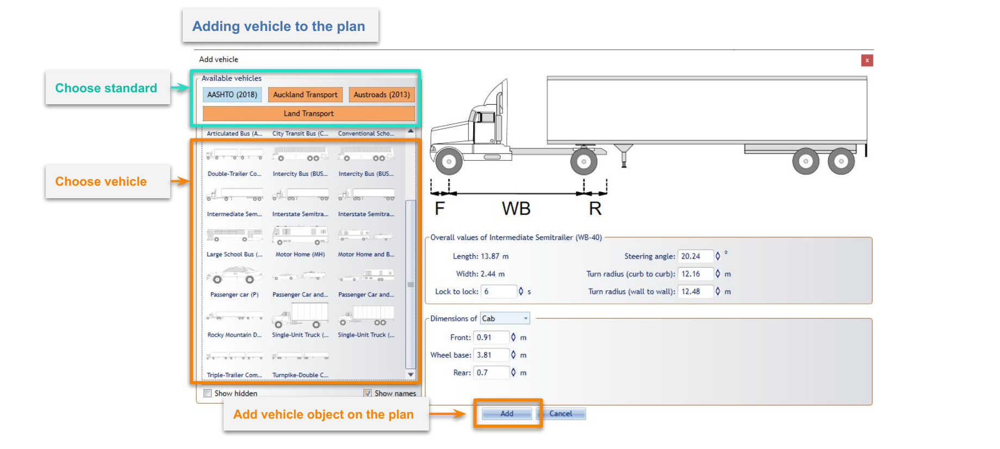 Adding vehicle to the plan
Add vehicle
x
Choose standard
Available vehicles
AASHTO (2018) Auckland Transport Austroads (2013)
Land Transport
Articulated Bus (A... City Transit Bus (C... Conventional Scho...
Choose vehicle
Double-Trailer Co... Intercity Bus (BUS... Intercity Bus (BUS...
Intermediate Sem... Interstate Semitra... Interstate Semitra...
Large School Bus (... Motor Home (MH) Motor Home and B...
Passenger car (P) Passenger Car and... Passenger Car and...
Rocky Mountain D... Single-Unit Truck (... Single-Unit Truck (...
Triple-Trailer Com... Turnpike-Double C...
Show hidden Show names
F WB R
Overall values of Intermediate Semitrailer (WB-40)
Length: 13.87 m Steering angle: 20.24 °
Width: 2.44 m Turn radius (curb to curb): 12.16 m
Lock to lock: 6 s Turn radius (wall to wall): 12.48 m
Dimensions of Cab
Front: 0.91 m
Wheel base: 3.81 m
Rear: 0.7 m
Add vehicle object on the plan
Add Cancel